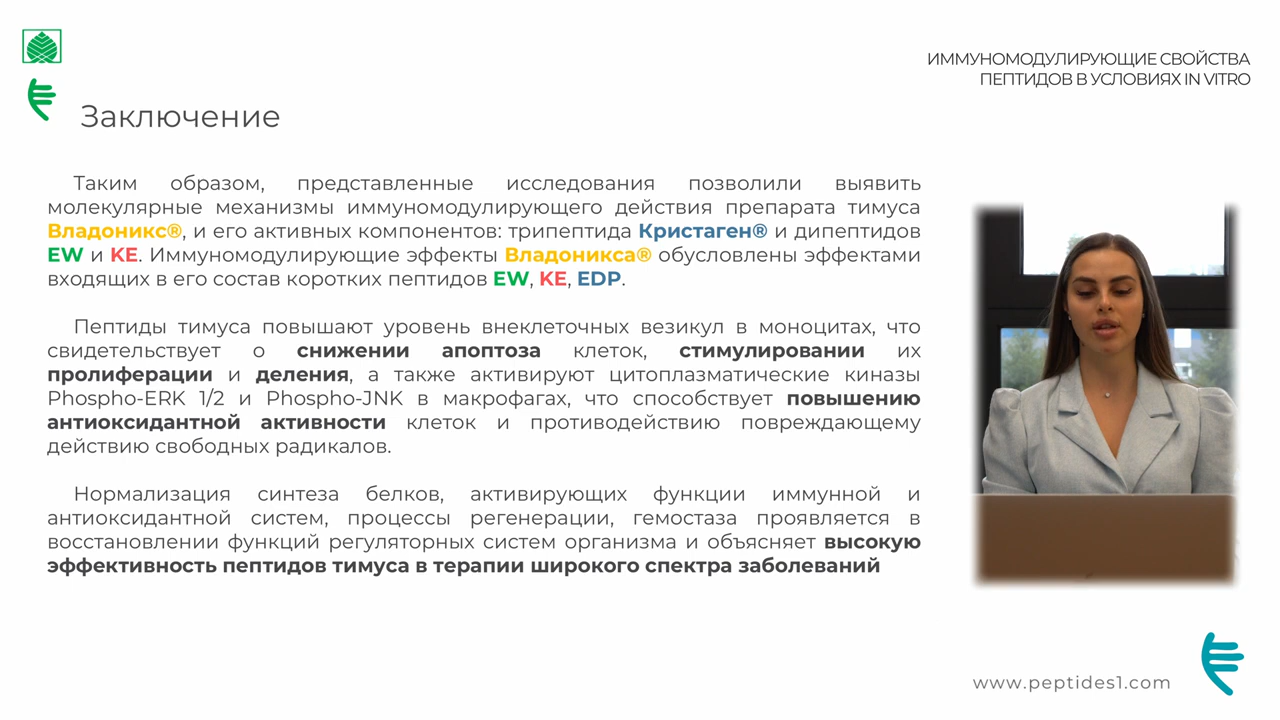 ИММУНОМОДУЛИРУЮЩИЕ СВОЙСТВА
ПЕПТИДОВ В УСЛОВИЯХ IN VITRO
Заключение
Таким образом, представленные исследования позволили выявить
молекулярные механизмы иммуномодулирующего действия препарата тимуса
Владоникс®, и его активных компонентов: трипептида Кристаген® и дипептидов
EW и KE. Иммуномодулирующие эффекты Владоникса® обусловлены эффектами
входящих в его состав коротких пептидов EW, KE, EDP.
Пептиды тимуса повышают уровень внеклеточных везикул в моноцитах, что
свидетельствует о снижении апоптоза клеток, стимулировании их
пролиферации и деления, а также активируют цитоплазматические киназы
Phospho-ERK 1/2 и Phospho-JNK в макрофагах, что способствует повышению
антиоксидантной активности клеток и противодействию повреждающему
действию свободных радикалов.
Нормализация синтеза белков, активирующих функции иммунной и
антиоксидантной систем, процессы регенерации, гемостаза проявляется в
восстановлении функций регуляторных систем организма и объясняет высокую
эффективность пептидов тимуса в терапии широкого спектра заболеваний
www.peptides1.com